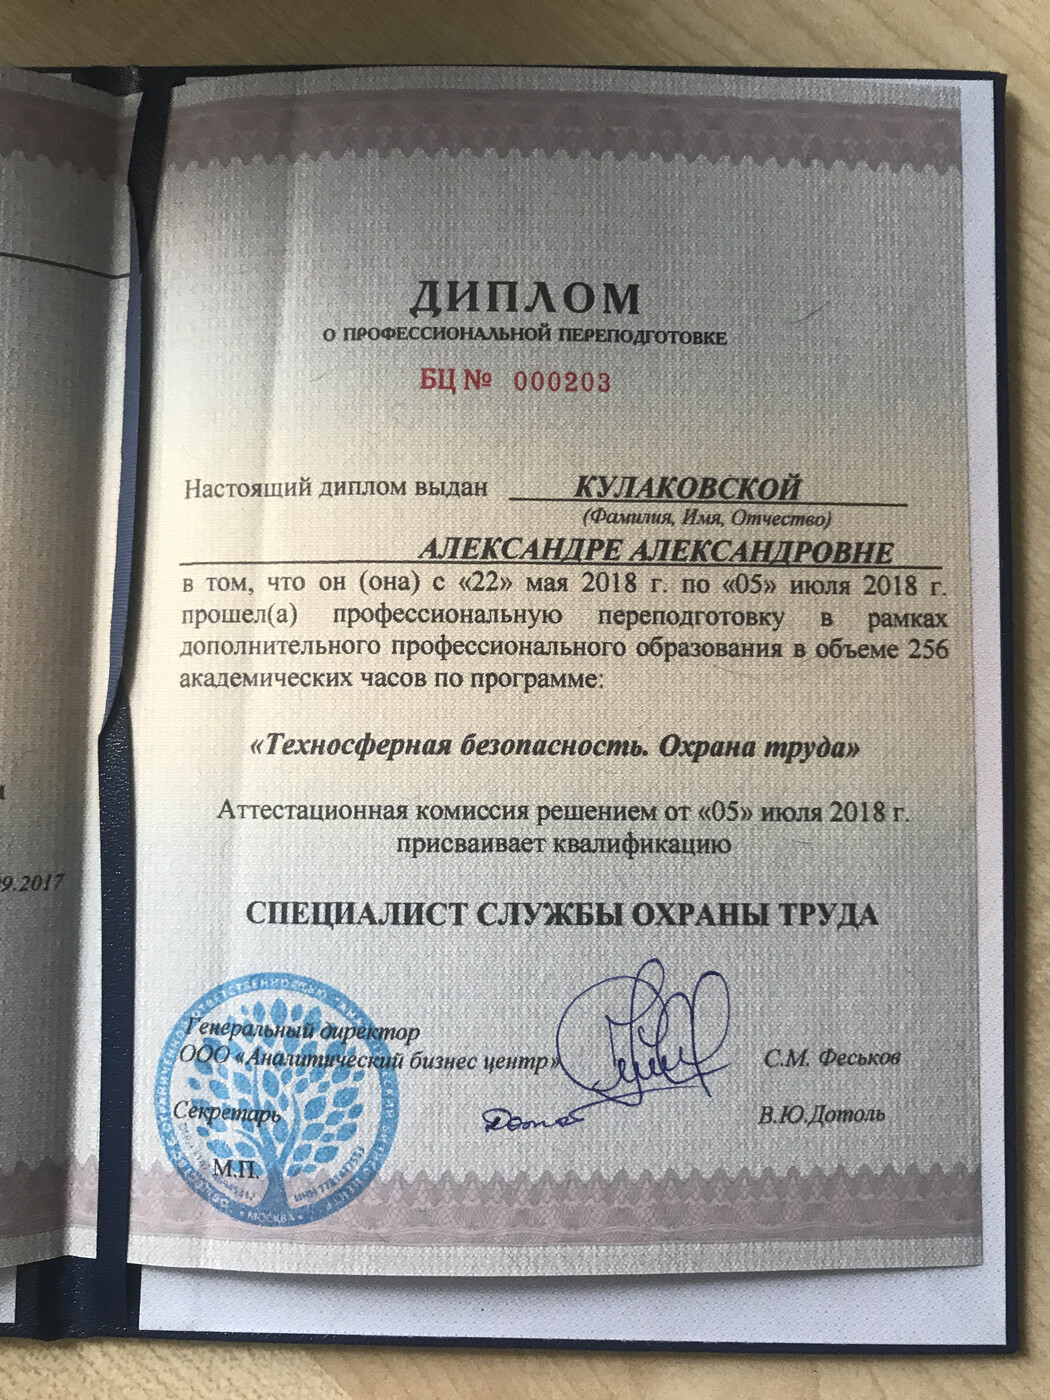 ДИПЛОМ
О ПРОФЕССИОНАЛЬНОЙ ПЕРЕПОДГОТОВКЕ
БЦ № 000203
Настоящий диплом выдан КУЛАКОВСКОЙ
(Фамилия, Имя, Отчество)
АЛЕКСАНДРЕ АЛЕКСАНДРОВНЕ
в том, что он (она) с «22» мая 2018 г. по «05» июля 2018 г.
прошел(а) профессиональную переподготовку в рамках
дополнительного профессионального образования в объеме 256
академических часов по программе:
«Техносферная безопасность. Охрана труда»
Аттестационная комиссия решением от «05» июля 2018 г.
присваивает квалификацию
9.2017
СПЕЦИАЛИСТ СЛУЖБЫ ОХРАНЫ ТРУДА
Генеральный директор
ООО «Аналитический бизнес центр» С.М. Феськов
Секретарь В.Ю.Дотоль
М.П.
МОСКВА